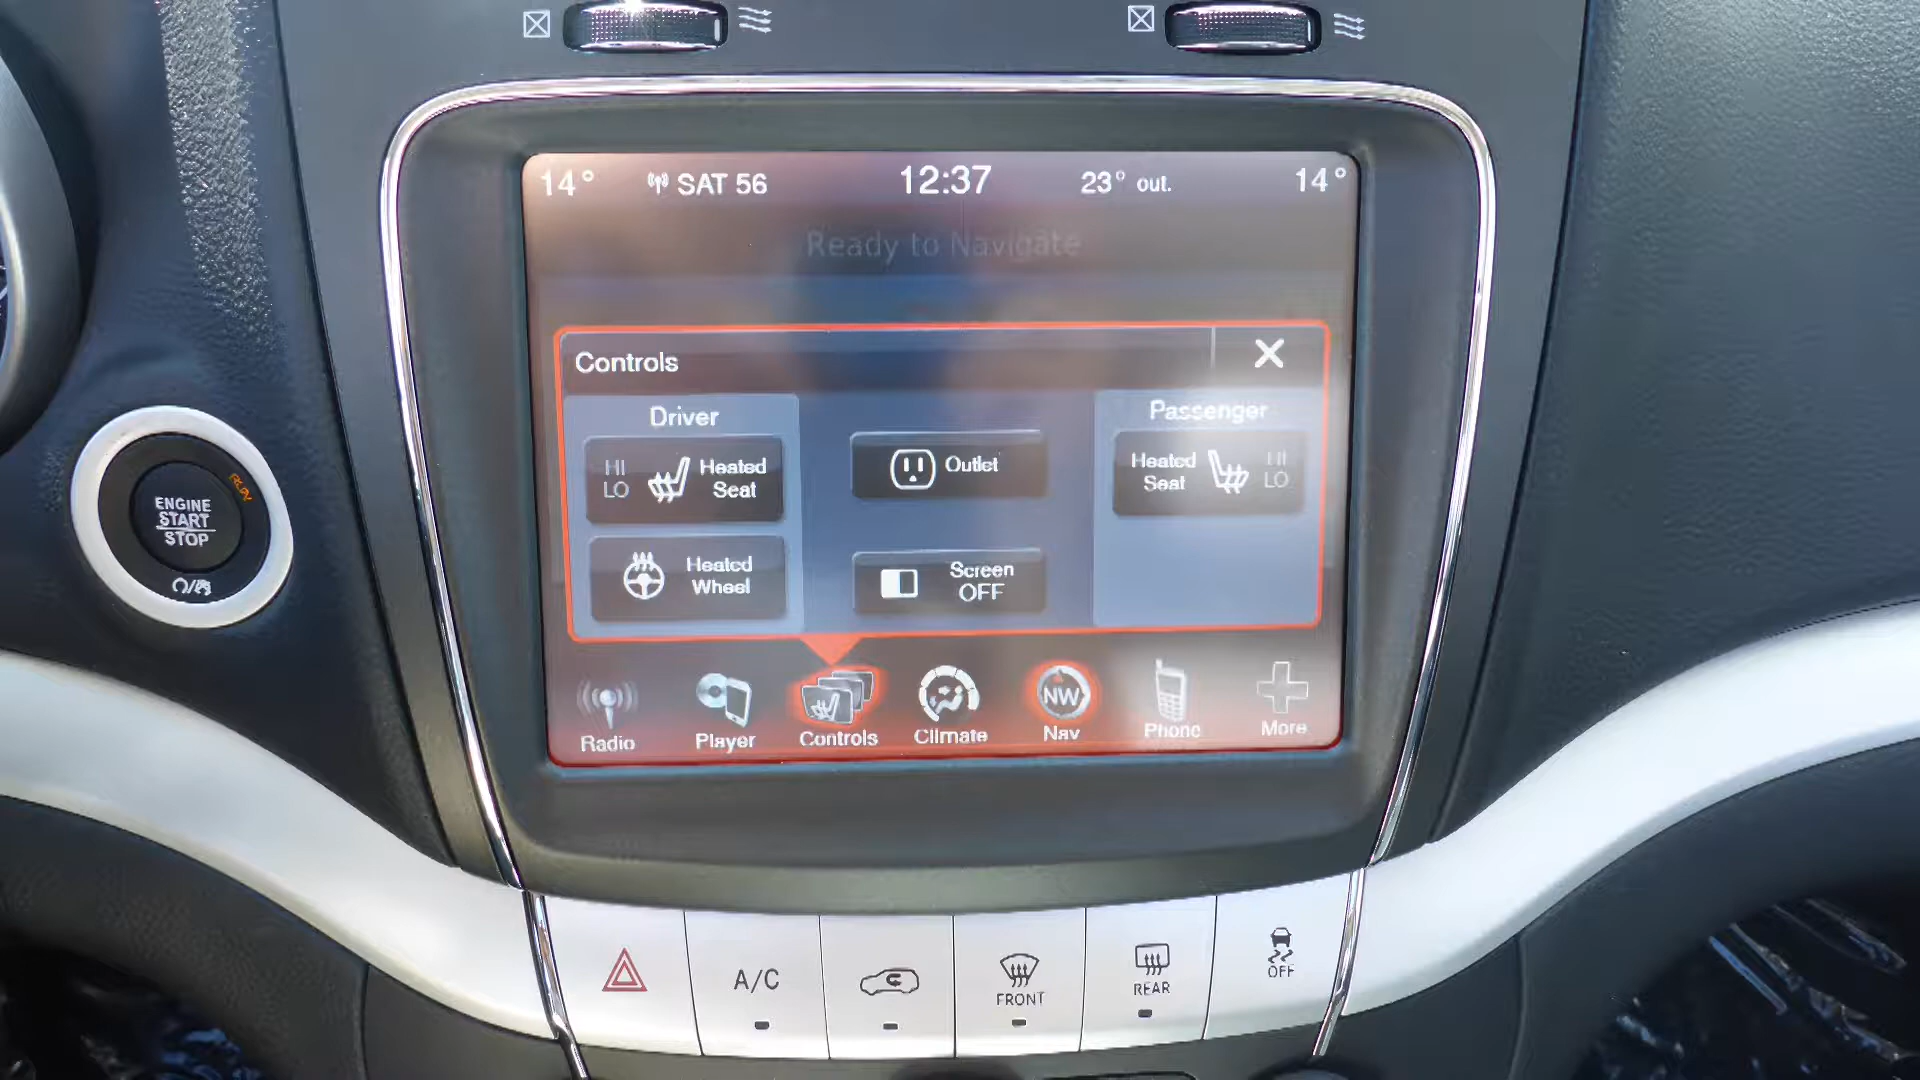 14° SAT 56 12:37 23° out. 14°
Ready to Navigate
Controls
Driver
HI
LO
Heated
Seat
Heated
Wheel
Outlet
Screen
OFF
Passenger
Heated
Seat
HI
LO
Radio
Player
Controls
Climate
NW
Nav
Phone
More
RUN
ENGINE
START
STOP
A/C
FRONT
REAR
OFF